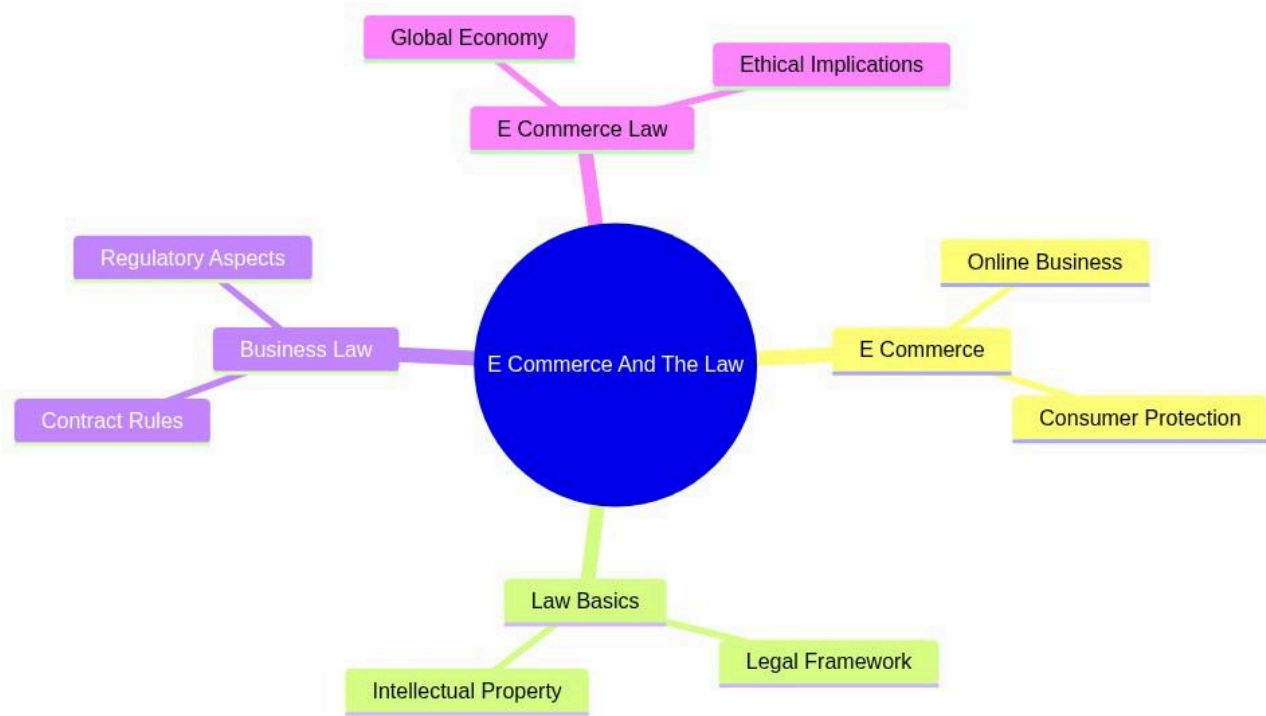 Global Economy
Ethical Implications
E Commerce Law
Regulatory Aspects
Online Business
Business Law
E Commerce And The Law
E Commerce
Contract Rules
Consumer Protection
Law Basics
Legal Framework
Intellectual Property